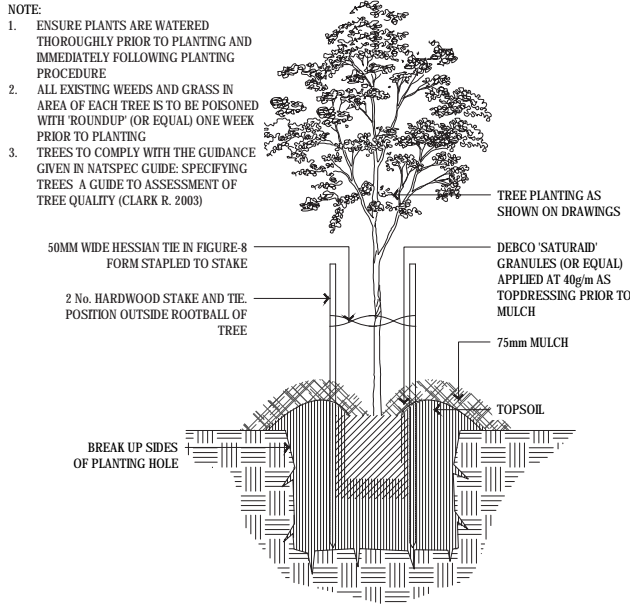 NOTE:
1. ENSURE PLANTS ARE WATERED
THOROUGHLY PRIOR TO PLANTING AND
IMMEDIATELY FOLLOWING PLANTING
PROCEDURE
2. ALL EXISTING WEEDS AND GRASS IN
AREA OF EACH TREE IS TO BE POISONED
WITH 'ROUNDUP' (OR EQUAL) ONE WEEK
PRIOR TO PLANTING
3. TREES TO COMPLY WITH THE GUIDANCE
GIVEN IN NATSPEC GUIDE: SPECIFYING
TREES A GUIDE TO ASSESSMENT OF
TREE QUALITY (CLARK R. 2003)
TREE PLANTING AS
SHOWN ON DRAWINGS
50MM WIDE HESSIAN TIE IN FIGURE-8
FORM STAPLED TO STAKE
DEBCO 'SATURAID'
GRANULES (OR EQUAL)
APPLIED AT 40g/m AS
TOPDRESSING PRIOR TO
MULCH
2 No. HARDWOOD STAKE AND TIE.
POSITION OUTSIDE ROOTBALL OF
TREE
75mm MULCH
TOPSOIL
BREAK UP SIDES
OF PLANTING HOLE